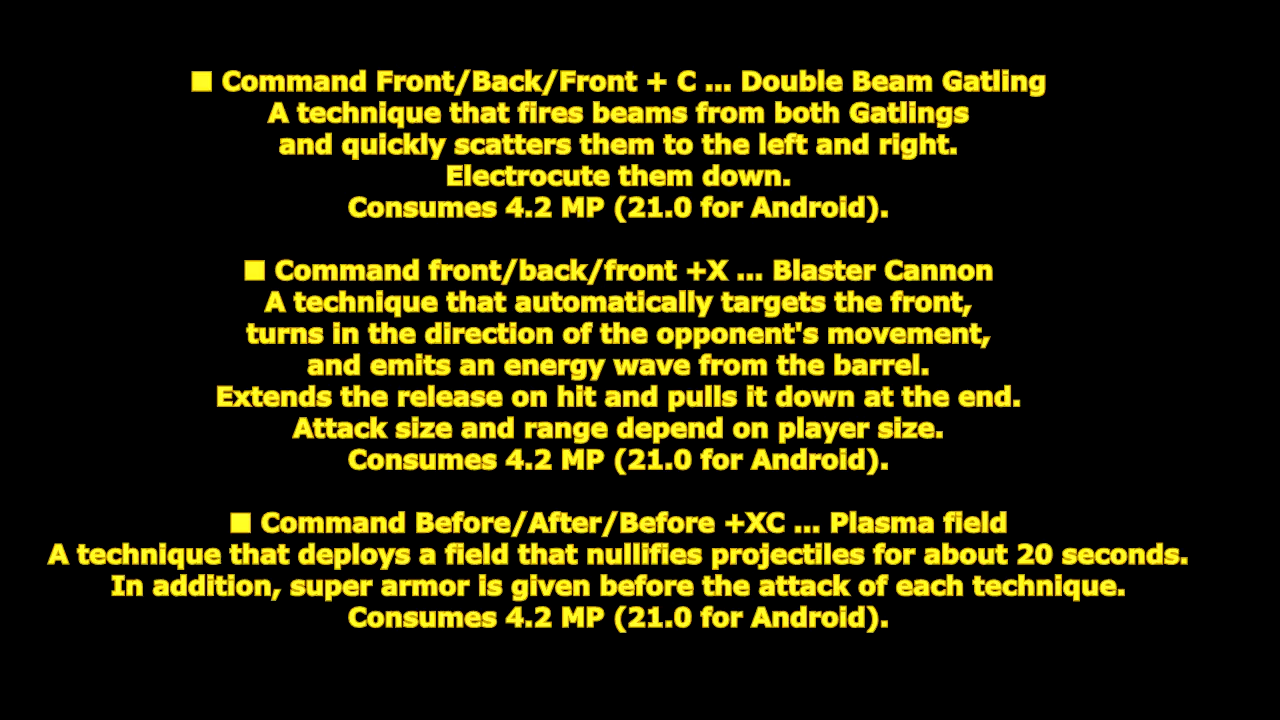 ■ Command Front/Back/Front + C ... Double Beam Gatling
A technique that fires beams from both Gatlings
and quickly scatters them to the left and right.
Electrocute them down.
Consumes 4.2 MP (21.0 for Android).
■ Command front/back/front +X ... Blaster Cannon
A technique that automatically targets the front,
turns in the direction of the opponent's movement,
and emits an energy wave from the barrel.
Extends the release on hit and pulls it down at the end.
Attack size and range depend on player size.
Consumes 4.2 MP (21.0 for Android).
■ Command Before/After/Before +XC ... Plasma field
A technique that deploys a field that nullifies projectiles for about 20 seconds.
In addition, super armor is given before the attack of each technique.
Consumes 4.2 MP (21.0 for Android).